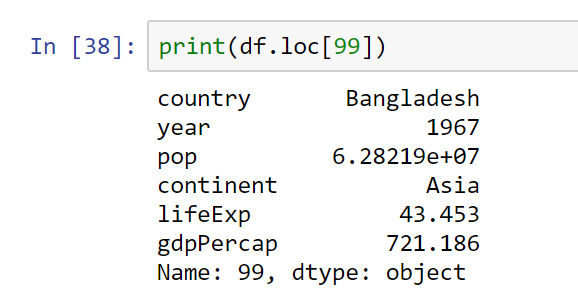 In [38]: print(df.loc[99])
country Bangladesh
year 1967
pop 6.28219e+07
continent Asia
lifeExp 43.453
gdpPercap 721.186
Name: 99, dtype: object